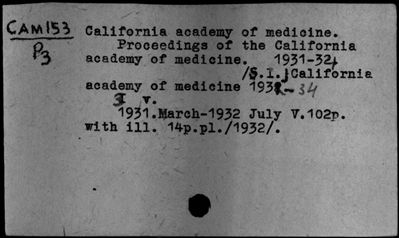 CAM153
P3
California academy of medicine.
Proceedings of the California
academy of medicine. 1931-32,
/S.I./California
academy of medicine 193 -34
3 v.
1931.March-1932 July V.102p.
with ill. 14p.pl./1932/.